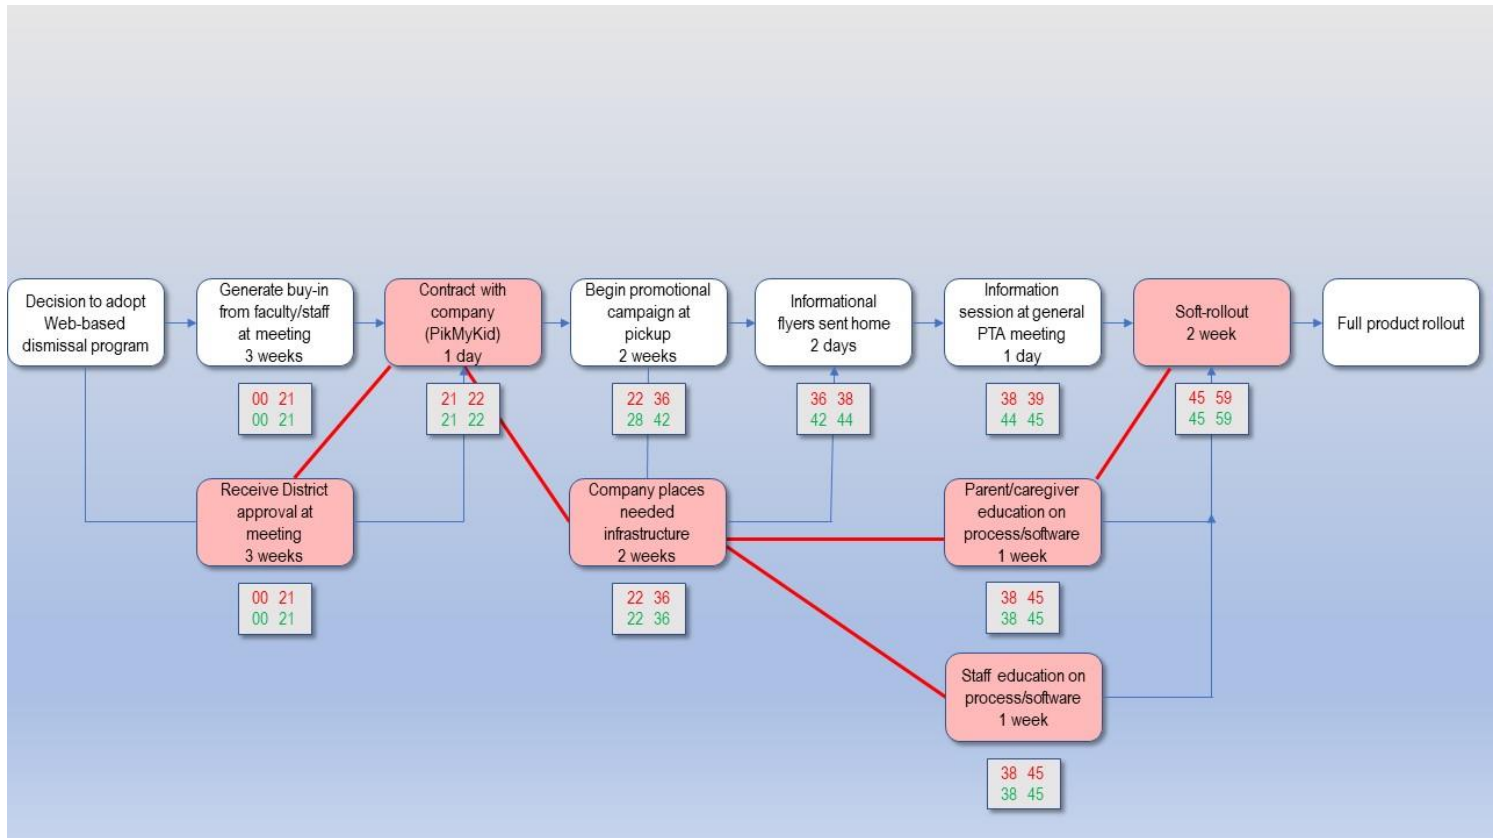 Decision to adopt
Web-based
dismissal program
Generate buy-in
from faculty/staff
at meeting
3 weeks
Contract with
company
(PikMyKid)
1 day
Begin promotional
campaign at
pickup
2 weeks
Informational
flyers sent home
2 days
Information
session at general
PTA meeting
1 day
Soft-rollout
2 week
Full product rollout
00 21
00 21
21 22
21 22
22 36
28 42
36 38
42 44
38 39
44 45
45 59
45 59
Receive District
approval at
meeting
3 weeks
Company places
needed
infrastructure
2 weeks
Parent/caregiver
education on
process/software
1 week
00 21
00 21
22 36
22 36
38 45
38 45
Staff education on
process/software
1 week
38 45
38 45